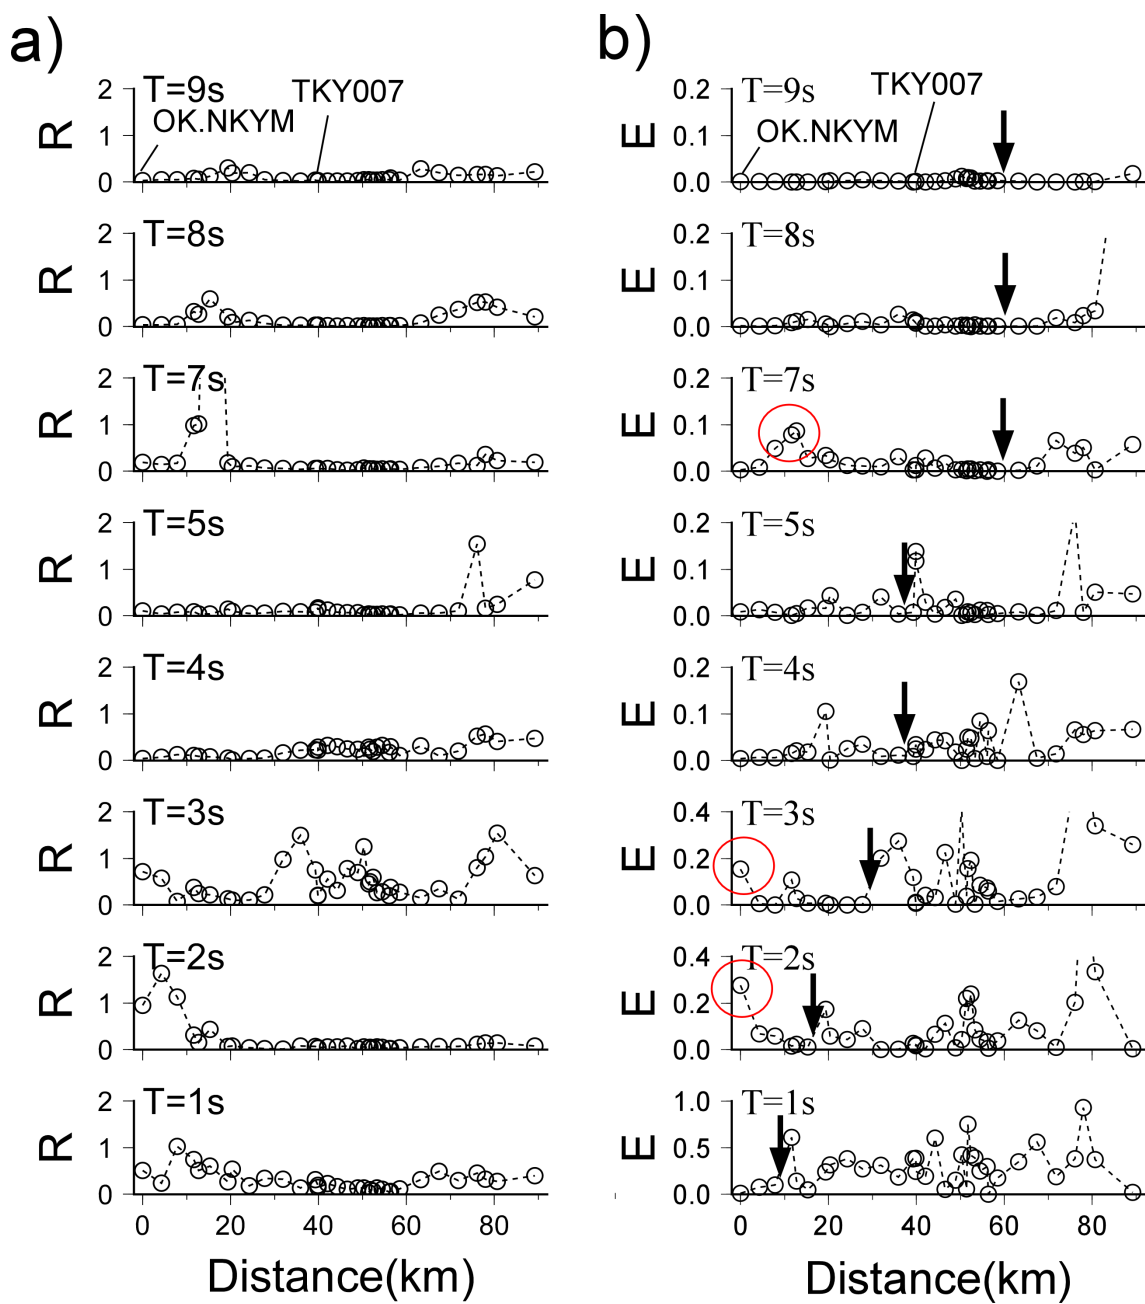 a)
T=9s
TKY007
OK.NKYM
R
2
1
0
T=8s
R
2
1
0
T=7s
R
2
1
0
T=5s
R
2
1
0
T=4s
R
2
1
0
T=3s
R
2
1
0
T=2s
R
2
1
0
T=1s
R
2
1
0
0 20 40 60 80
Distance(km)
b)
T=9s
TKY007
OK.NKYM
E
0.2
0.1
0.0
T=8s
E
0.2
0.1
0.0
T=7s
E
0.2
0.1
0.0
T=5s
E
0.2
0.1
0.0
T=4s
E
0.2
0.1
0.0
T=3s
E
0.4
0.2
0.0
T=2s
E
0.4
0.2
0.0
T=1s
E
1.0
0.5
0.0
0 20 40 60 80
Distance(km)